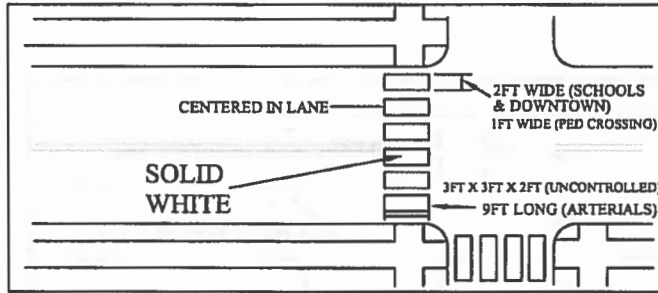 2FT WIDE (SCHOOLS
& DOWNTOWN)
1FT WIDE (PED CROSSING)
CENTERED IN LANE
SOLID
WHITE
3FT X 3FT X 2FT (UNCONTROLLED)
9FT LONG (ARTERIALS)